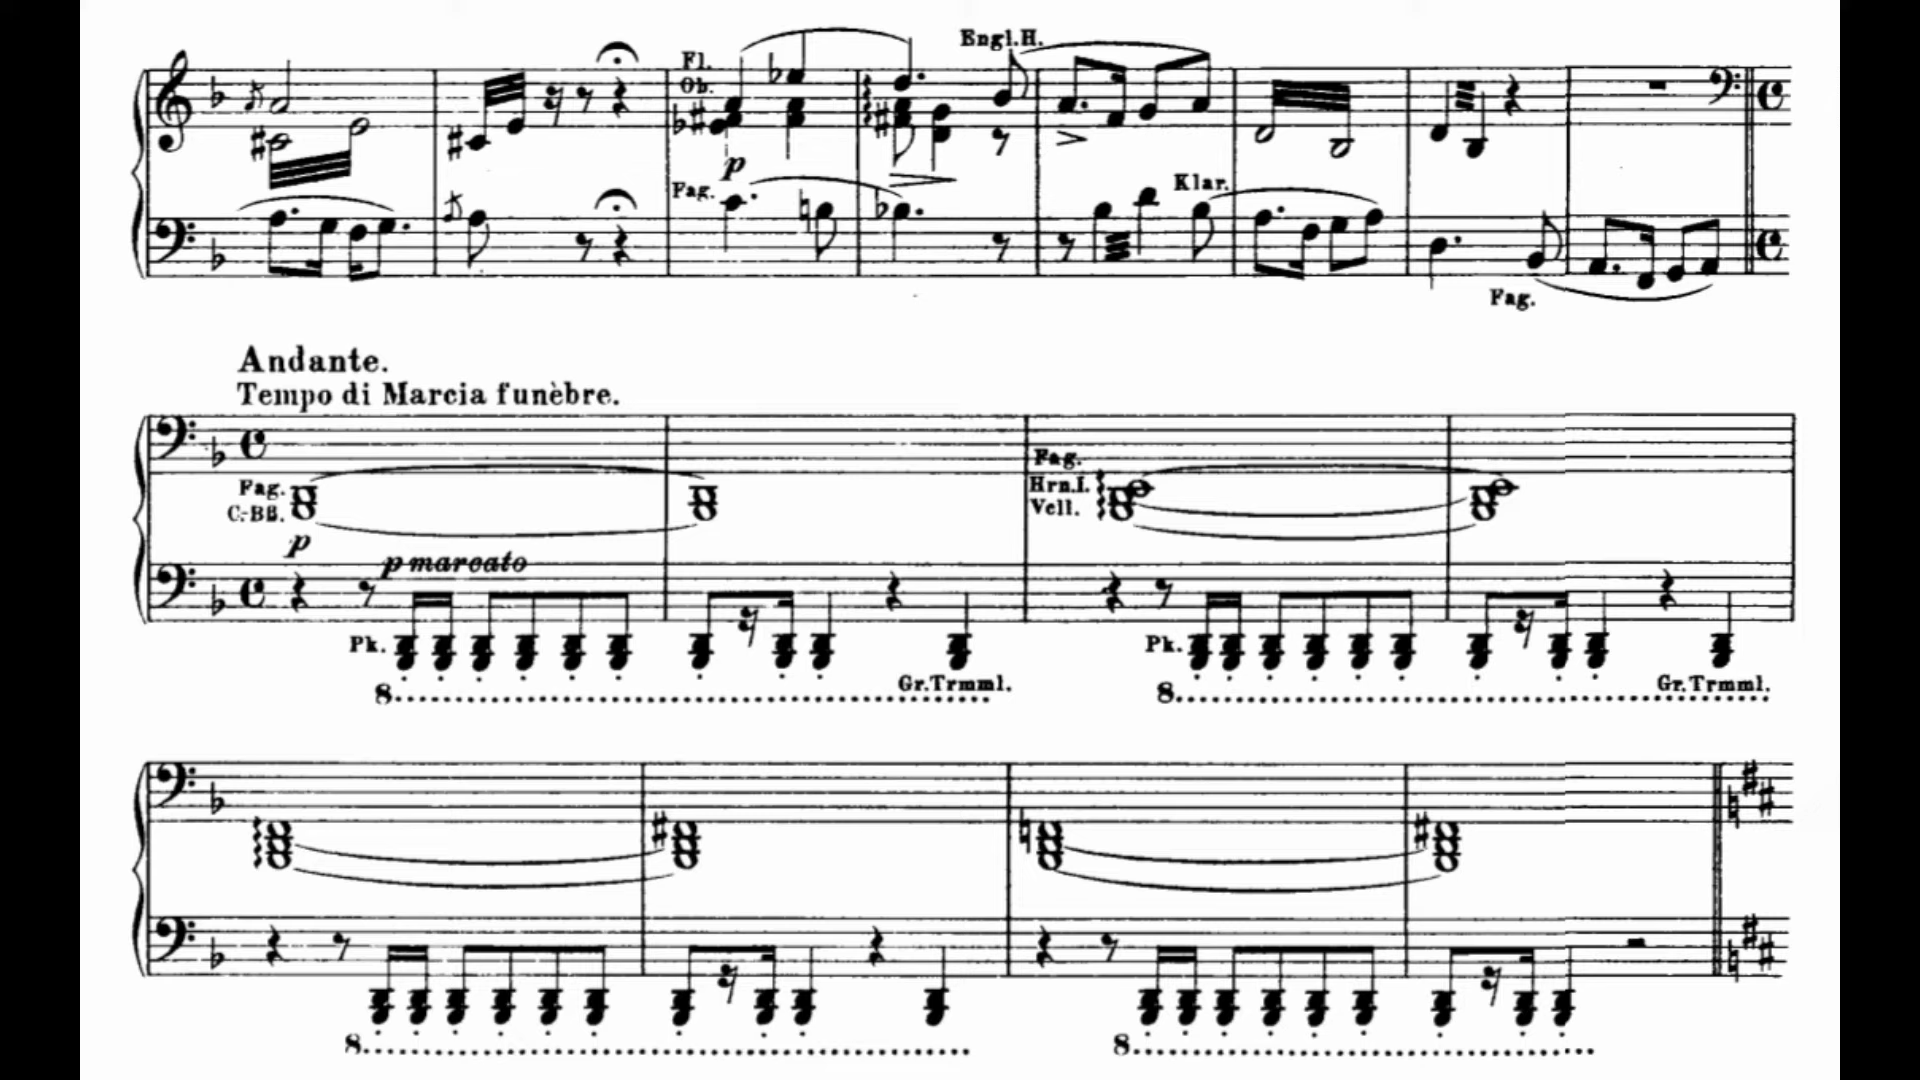 Engl.H.
Fl.
Ob.
p
Fag.
Klar.
Fag.
Andante.
Tempo di Marcia funèbre.
Fag.
C.-Bß.
p
p marcato
Pk.
8
Gr.Trmml.
Fag.
Hrn.I.
Vcll.
Pk.
8
Gr.Trmml.
8
8